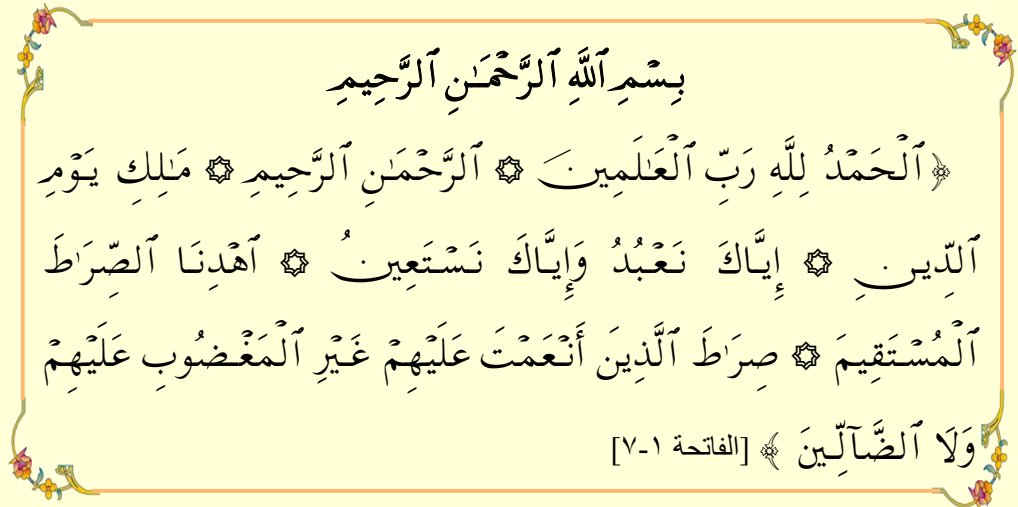 بِسۡمِ ٱللَّهِ ٱلرَّحۡمَـٰنِ ٱلرَّحِيمِ
﴿ٱلۡحَمۡدُ لِلَّهِ رَبِّ ٱلۡعَـٰلَمِينَ ۞ ٱلرَّحۡمَـٰنِ ٱلرَّحِيمِ ۞ مَـٰلِكِ يَوۡمِ
ٱلدِّينِ ۞ إِيَّاكَ نَعۡبُدُ وَإِيَّاكَ نَسۡتَعِينُ ۞ ٱهۡدِنَا ٱلصِّرَٰطَ
ٱلۡمُسۡتَقِيمَ ۞ صِرَٰطَ ٱلَّذِينَ أَنۡعَمۡتَ عَلَيۡهِمۡ غَيۡرِ ٱلۡمَغۡضُوبِ عَلَيۡهِمۡ
وَلَا ٱلضَّآلِّينَ ﴾ [الفاتحة ١-٧]